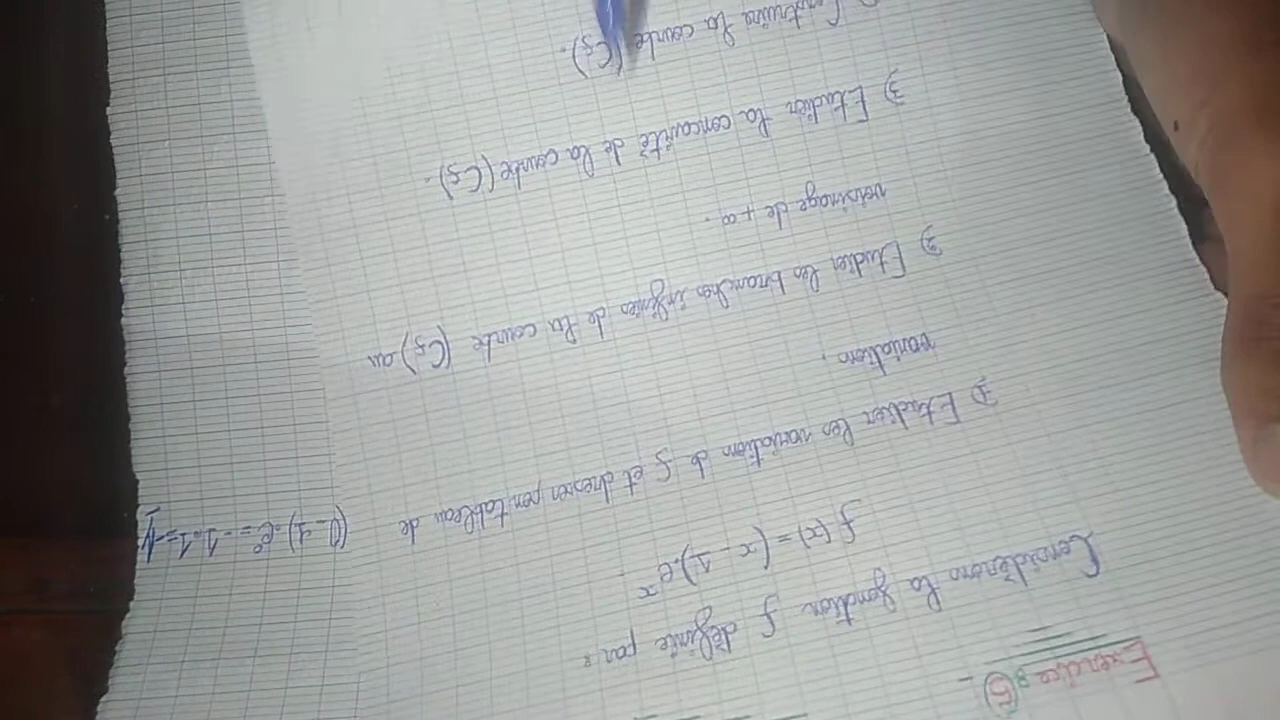 Exercice : (5) -
Considérons la fonction f définie par :
f(x) = (x - 1).e^x
1) Etudier les variation de f et dresser son tableau de
(0-1).e^0 = -1.1 = -1
variation.
2) Etudier les branches infinies de la courbe (Cf) au
voisinage de +∞.
3) Etudier la concavité de la courbe (Cf).
Construire la courbe (Cf).